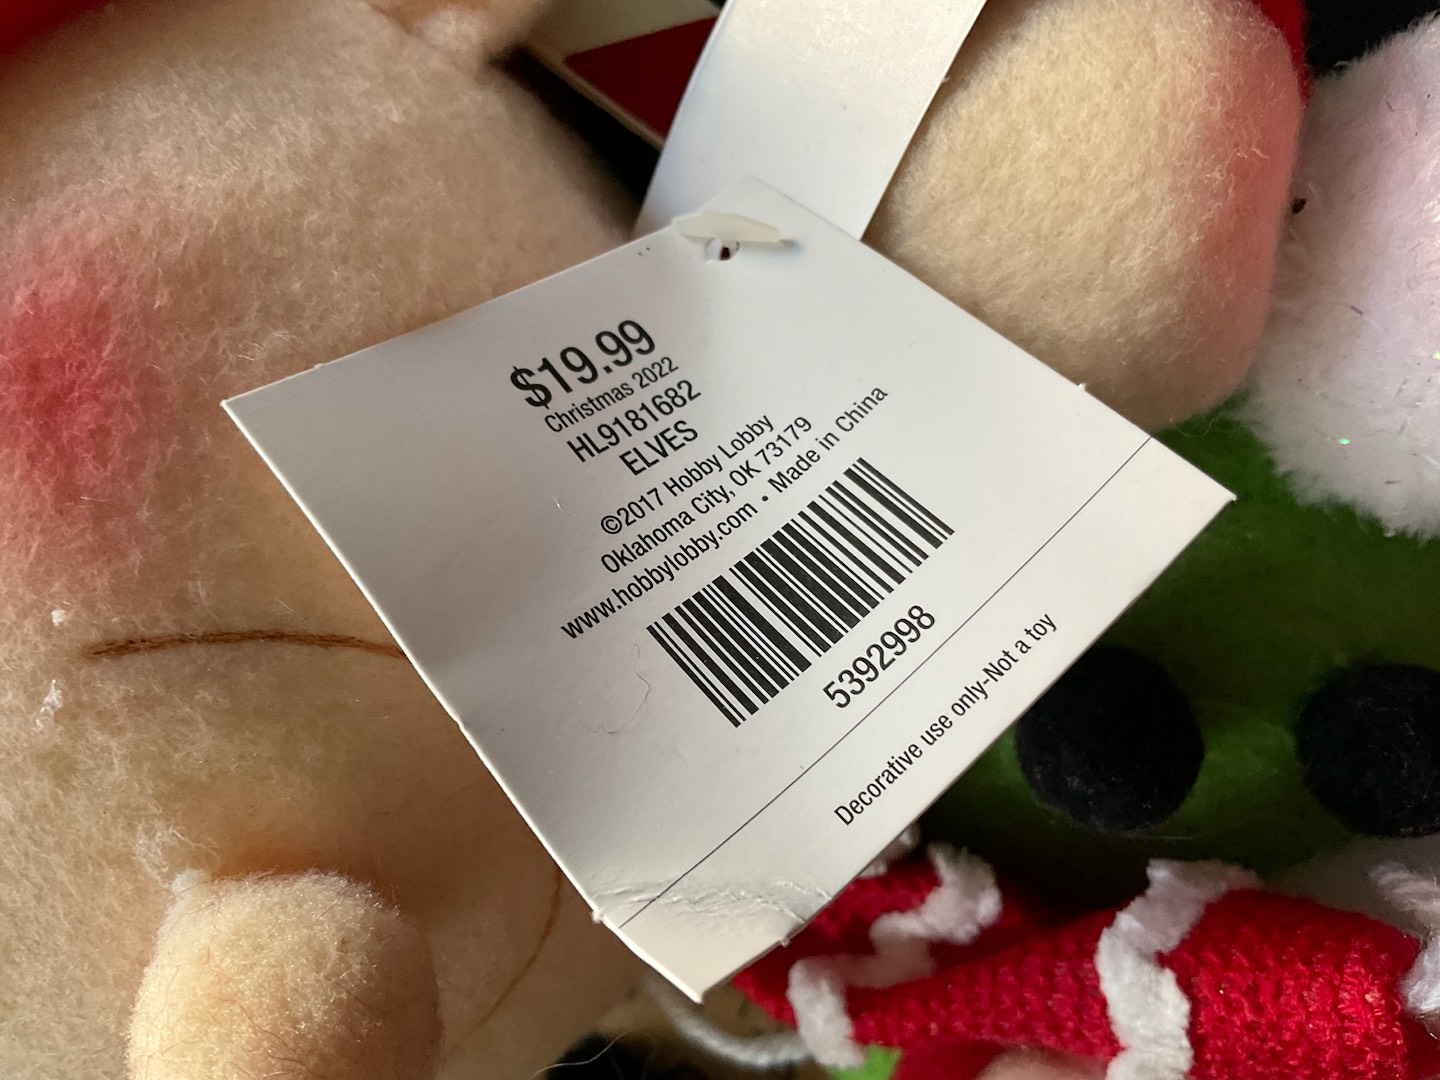 $19.99
Christmas 2022
HL9181682
ELVES
©2017 Hobby Lobby
Oklahoma City, OK 73179
www.hobbylobby.com • Made in China
5392998
Decorative use only-Not a toy